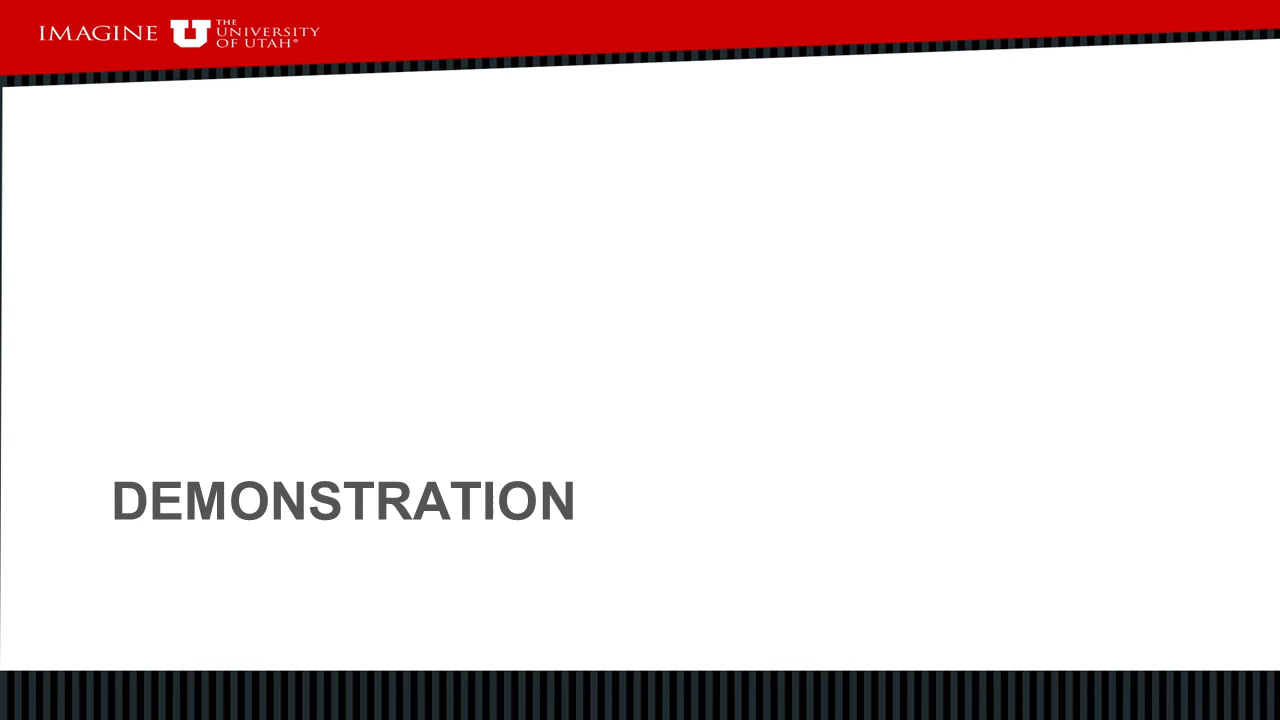 IMAGINE
THE
UNIVERSITY
OF UTAH®
DEMONSTRATION